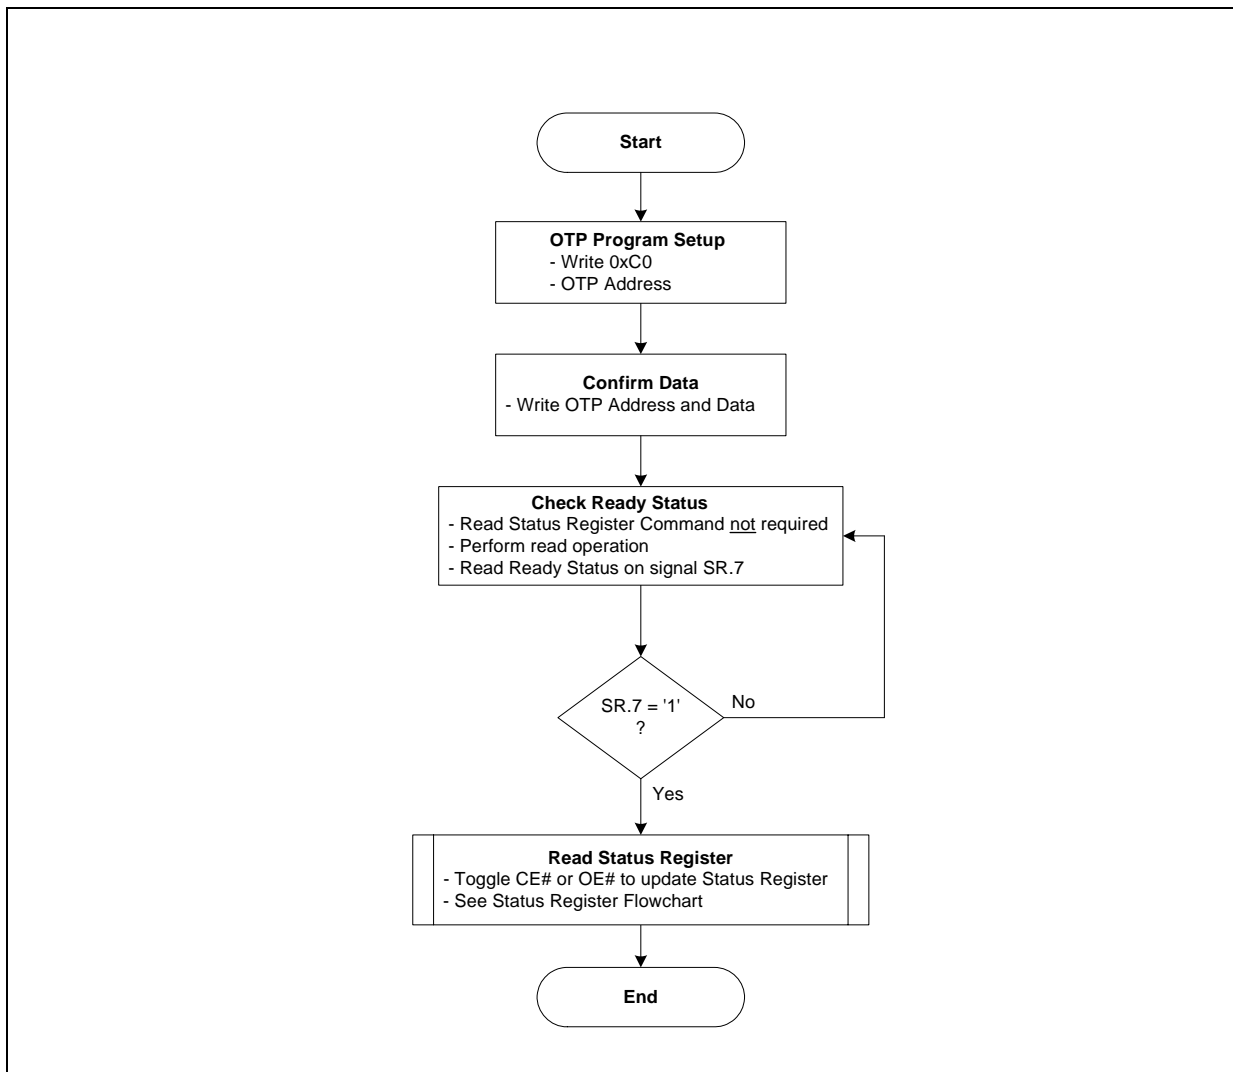 Start
OTP Program Setup
- Write 0xC0
- OTP Address
Confirm Data
- Write OTP Address and Data
Check Ready Status
- Read Status Register Command not required
- Perform read operation
- Read Ready Status on signal SR.7
SR.7 = '1'
?
No
Yes
Read Status Register
- Toggle CE# or OE# to update Status Register
- See Status Register Flowchart
End